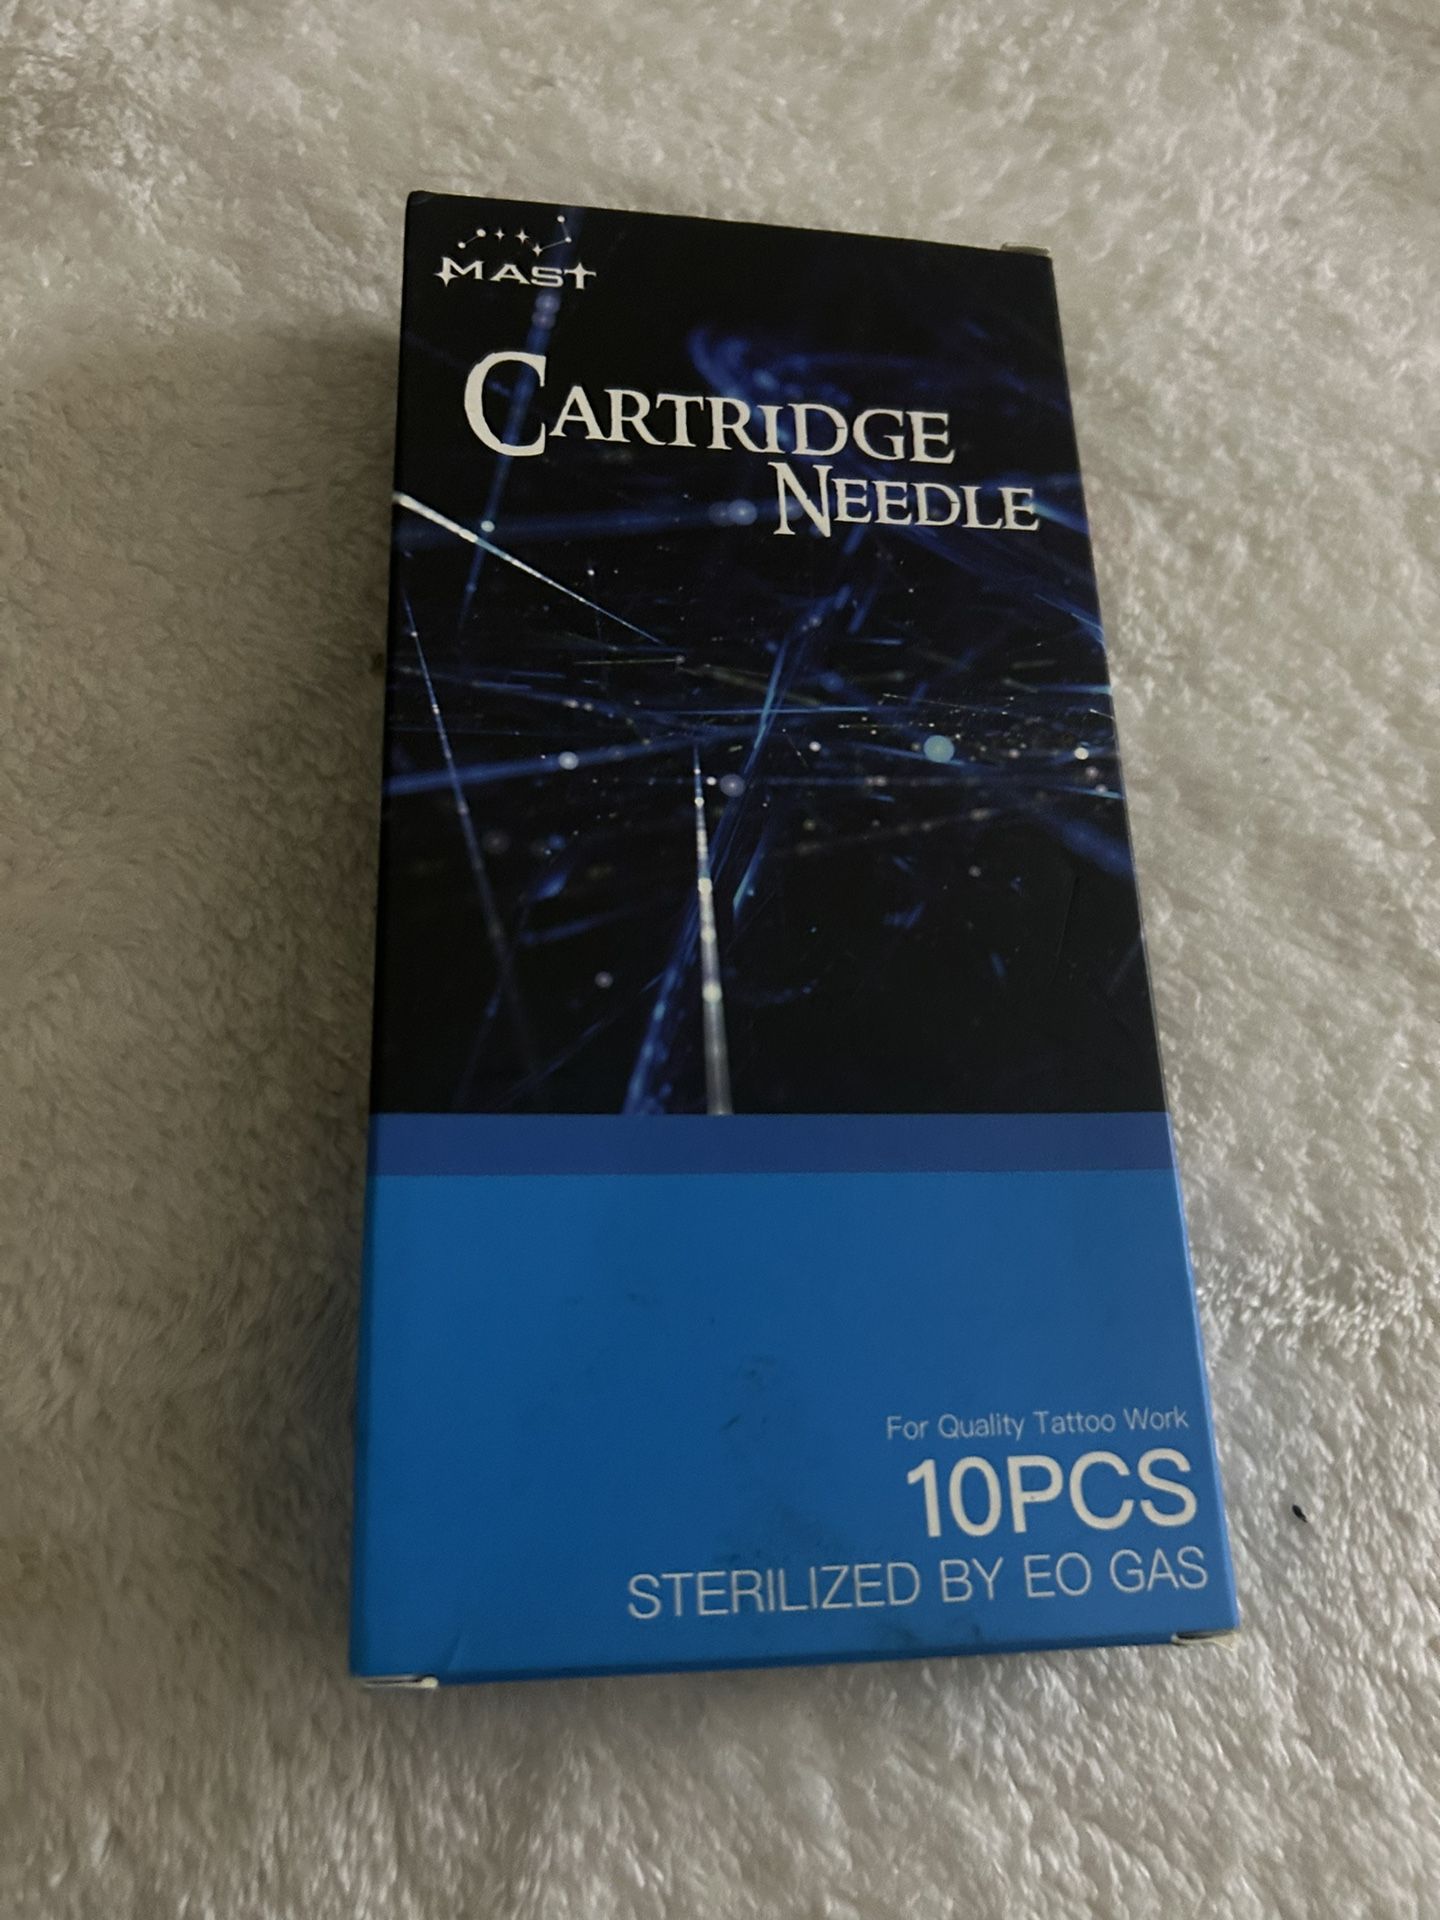 MAST
CARTRIDGE
NEEDLE
For Quality Tattoo Work
10PCS
STERILIZED BY EO GAS